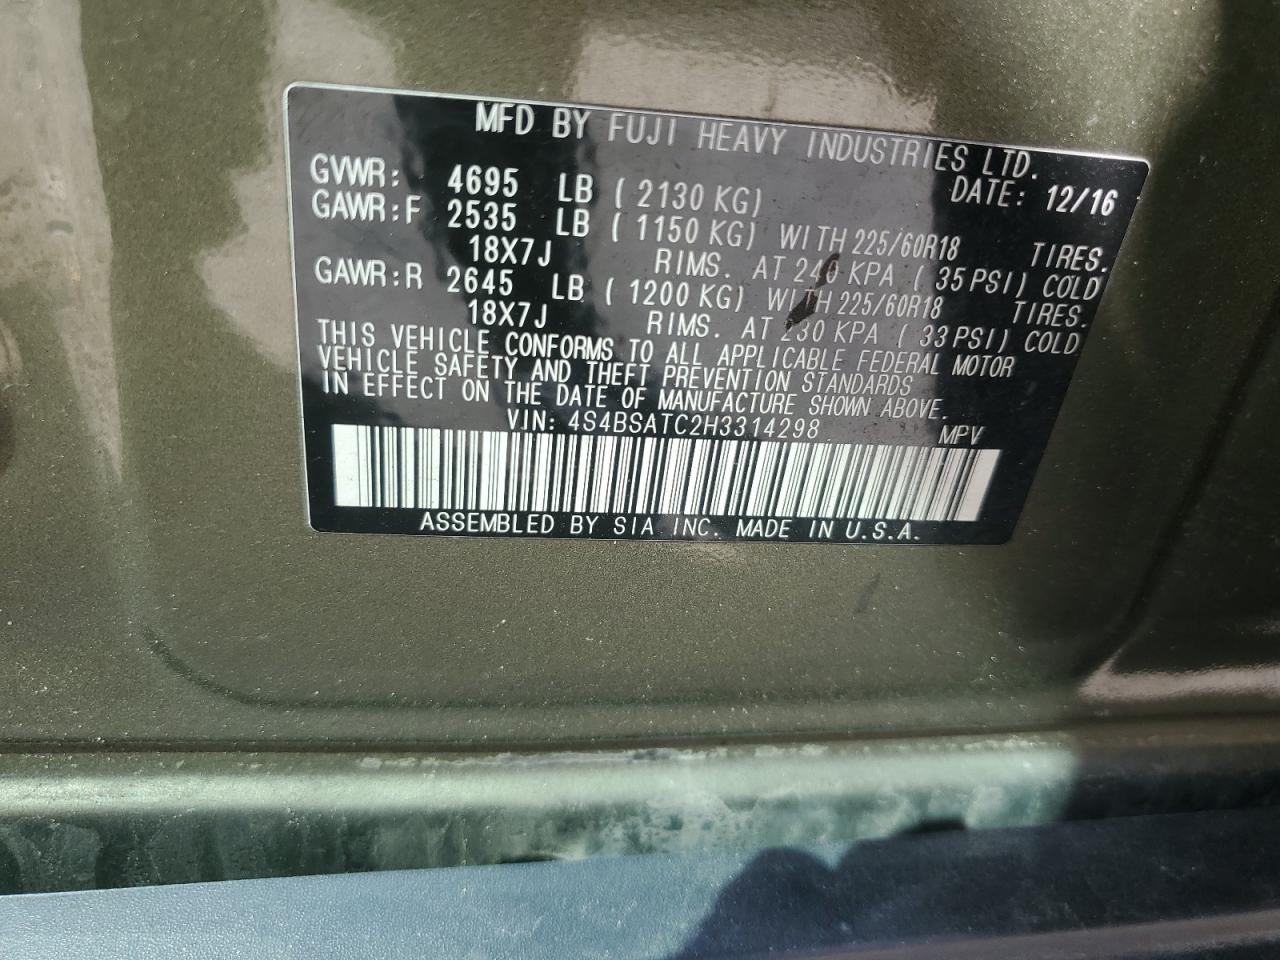 MFD BY FUJI HEAVY INDUSTRIES LTD.
DATE: 12/16
GVWR: 4695 LB ( 2130 KG)
GAWR:F 2535 LB ( 1150 KG) WITH 225/60R18 TIRES.
18X7J RIMS. AT 240 KPA ( 35 PSI) COLD
GAWR:R 2645 LB ( 1200 KG) WITH 225/60R18 TIRES.
18X7J RIMS. AT 230 KPA ( 33 PSI) COLD
THIS VEHICLE CONFORMS TO ALL APPLICABLE FEDERAL MOTOR
VEHICLE SAFETY AND THEFT PREVENTION STANDARDS
IN EFFECT ON THE DATE OF MANUFACTURE SHOWN ABOVE.
VIN: 4S4BSATC2H3314298 MPV
ASSEMBLED BY SIA INC. MADE IN U.S.A.